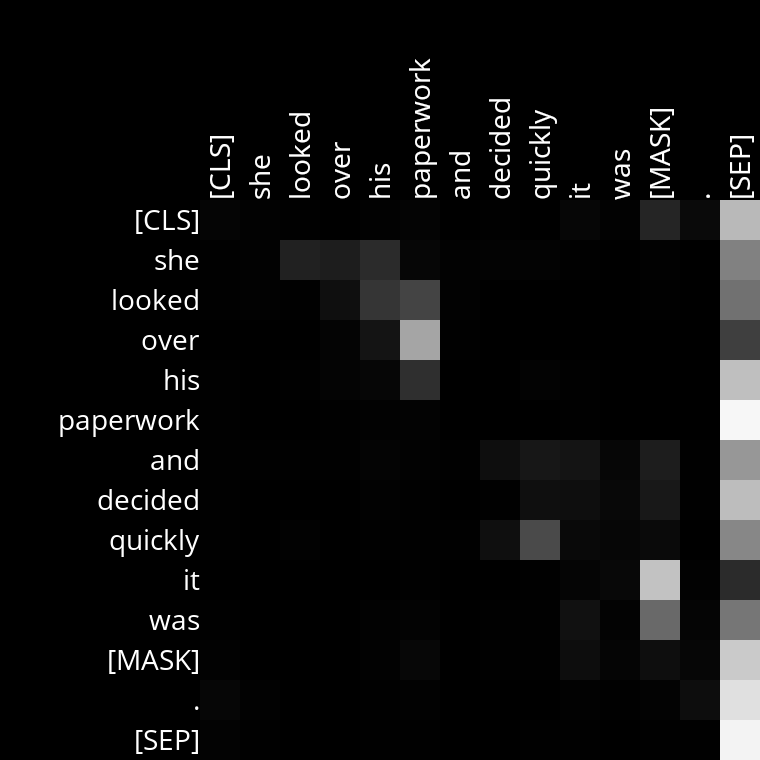 [CLS]
she
looked
over
his
paperwork
and
decided
quickly
it
was
[MASK]
.
[SEP]
[CLS]
she
looked
over
his
paperwork
and
decided
quickly
it
was
[MASK]
.
[SEP]